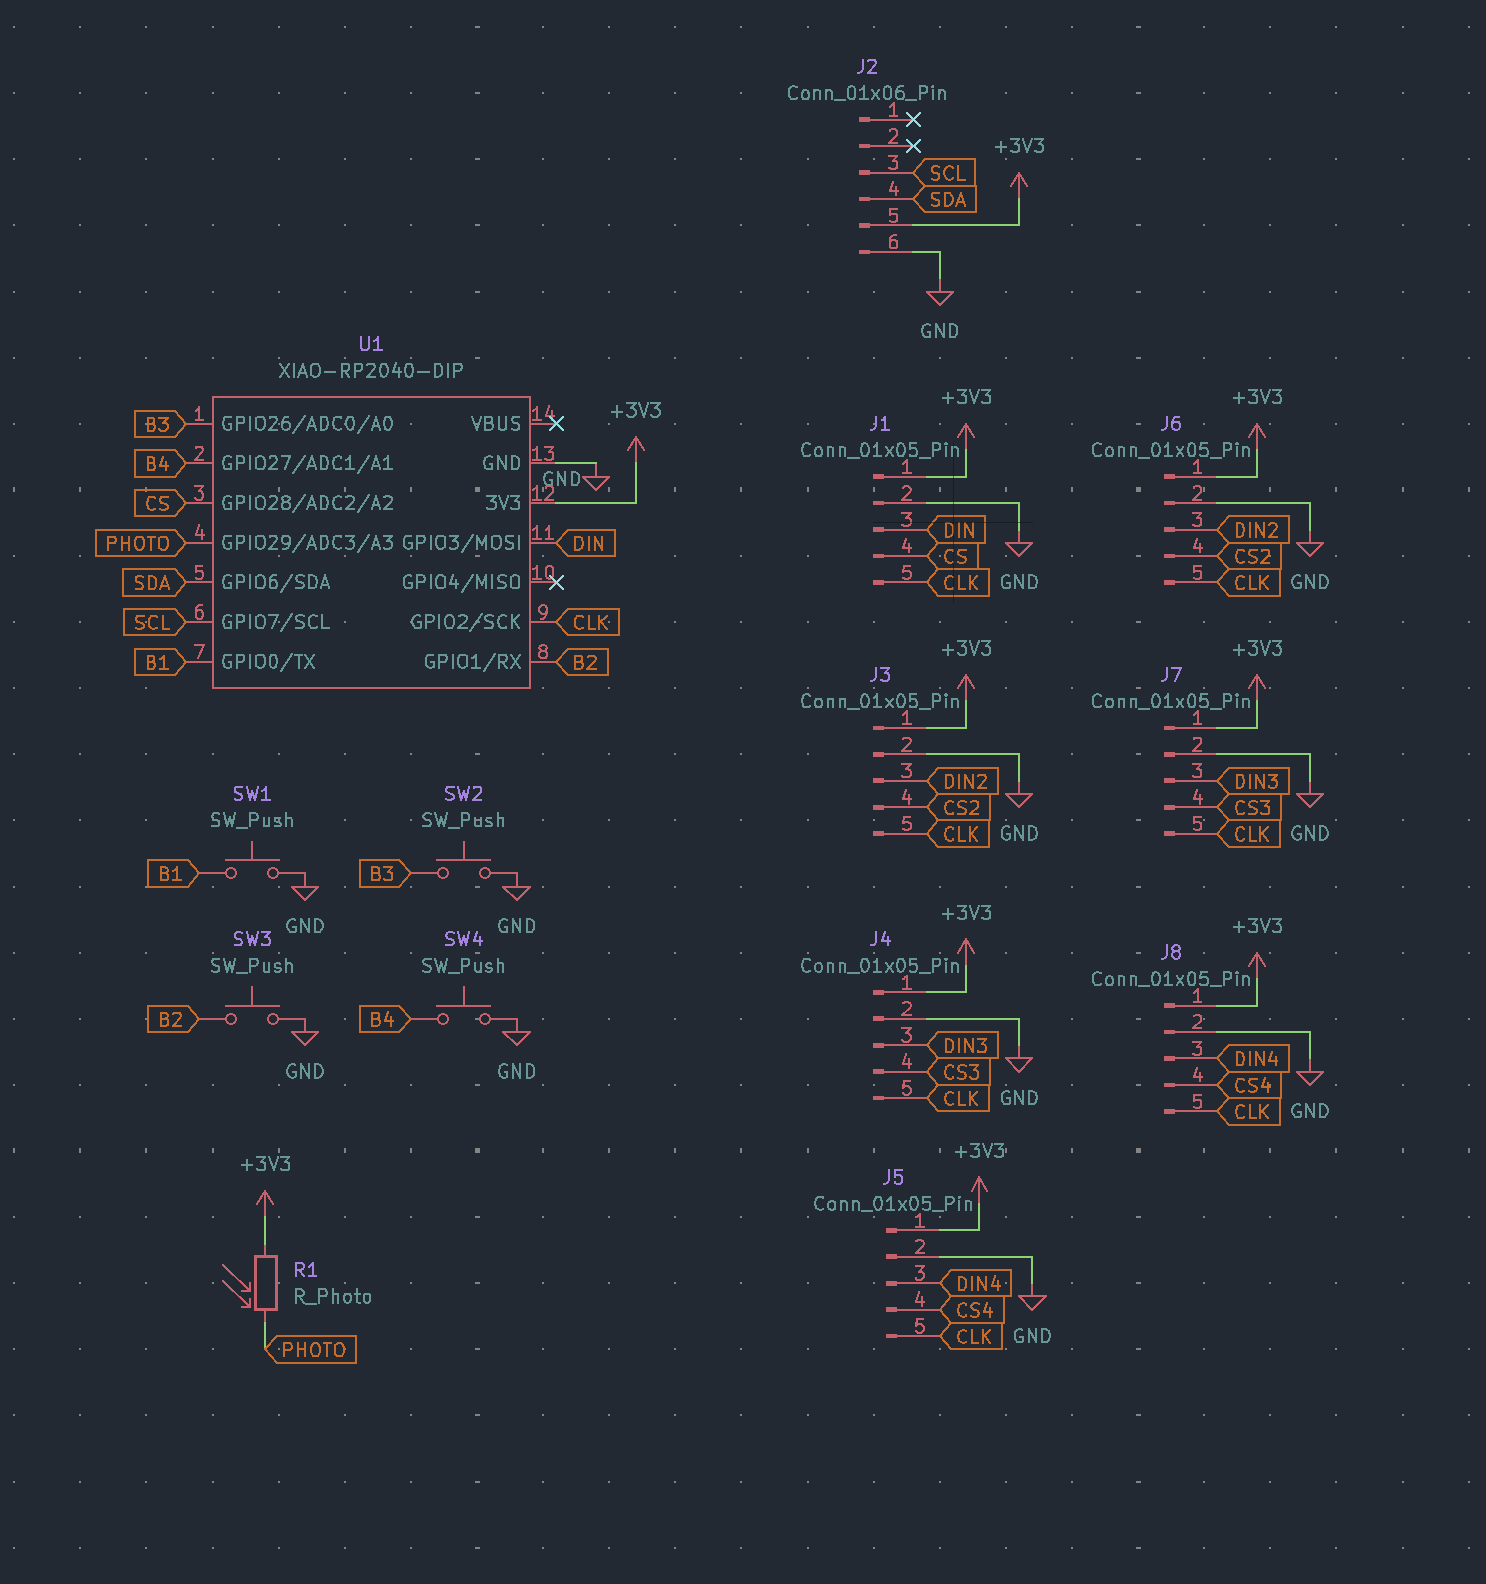 J2
Conn_01x06_Pin
1
2
3 SCL
4 SDA
5
6
+3V3
GND
U1
XIAO-RP2040-DIP
B3 1 GPIO26/ADC0/A0
B4 2 GPIO27/ADC1/A1
CS 3 GPIO28/ADC2/A2
PHOTO 4 GPIO29/ADC3/A3
SDA 5 GPIO6/SDA
SCL 6 GPIO7/SCL
B1 7 GPIO0/TX
VBUS 14
GND 13
3V3 12
GPIO3/MOSI 11 DIN
GPIO4/MISO 10
GPIO2/SCK 9 CLK
GPIO1/RX 8 B2
+3V3
GND
J1
Conn_01x05_Pin
+3V3
1
2
3 DIN
4 CS
5 CLK
GND
J6
Conn_01x05_Pin
+3V3
1
2
3 DIN2
4 CS2
5 CLK
GND
J3
Conn_01x05_Pin
+3V3
1
2
3 DIN2
4 CS2
5 CLK
GND
J7
Conn_01x05_Pin
+3V3
1
2
3 DIN3
4 CS3
5 CLK
GND
SW1
SW_Push
B1
GND
SW2
SW_Push
B3
GND
SW3
SW_Push
B2
GND
SW4
SW_Push
B4
GND
J4
Conn_01x05_Pin
+3V3
1
2
3 DIN3
4 CS3
5 CLK
GND
J8
Conn_01x05_Pin
+3V3
1
2
3 DIN4
4 CS4
5 CLK
GND
+3V3
R1
R_Photo
PHOTO
J5
Conn_01x05_Pin
+3V3
1
2
3 DIN4
4 CS4
5 CLK
GND